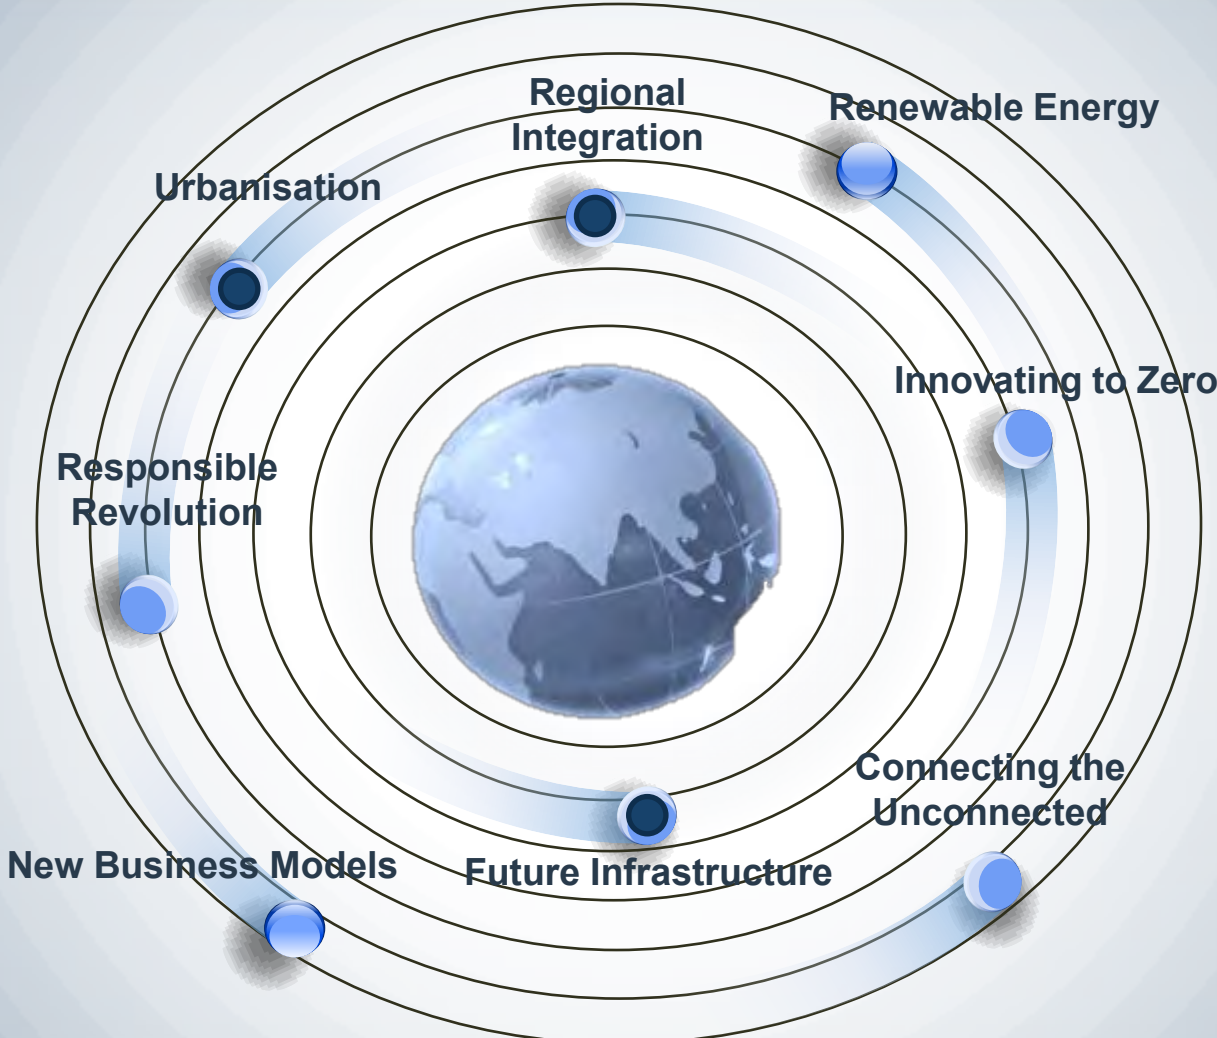 Regional
Integration
Renewable Energy
Urbanisation
Innovating to Zero
Responsible
Revolution
Connecting the
Unconnected
New Business Models
Future Infrastructure